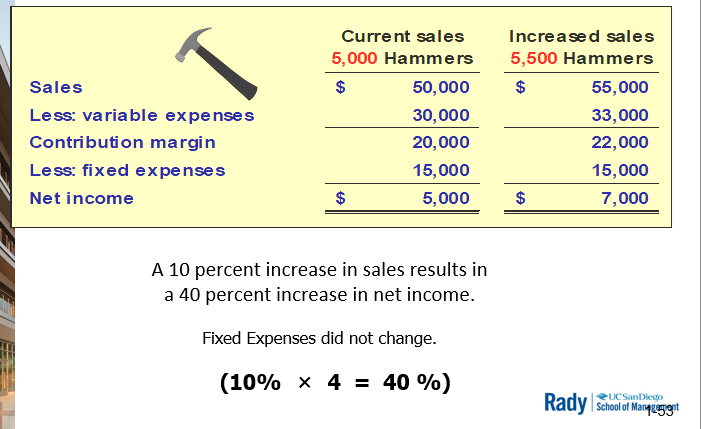 Current sales Increased sales
5,000 Hammers 5,500 Hammers
Sales $ 50,000 $ 55,000
Less: variable expenses 30,000 33,000
Contribution margin 20,000 22,000
Less: fixed expenses 15,000 15,000
Net income $ 5,000 $ 7,000
A 10 percent increase in sales results in
a 40 percent increase in net income.
Fixed Expenses did not change.
(10% × 4 = 40 %)
Rady UC San Diego
School of Management
1-53